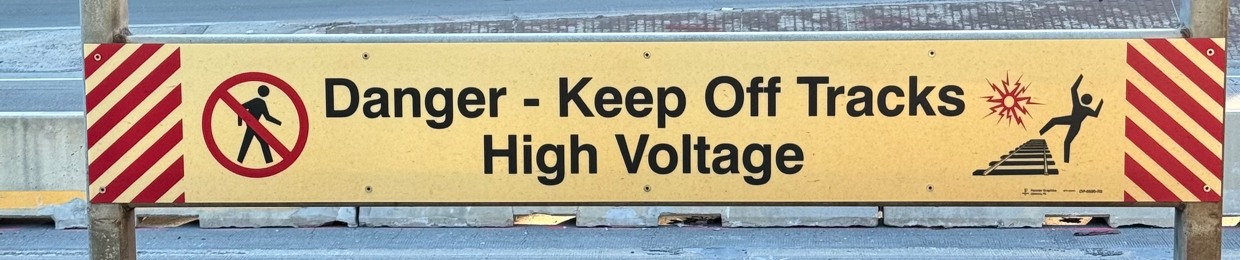 Danger - Keep Off Tracks
High Voltage